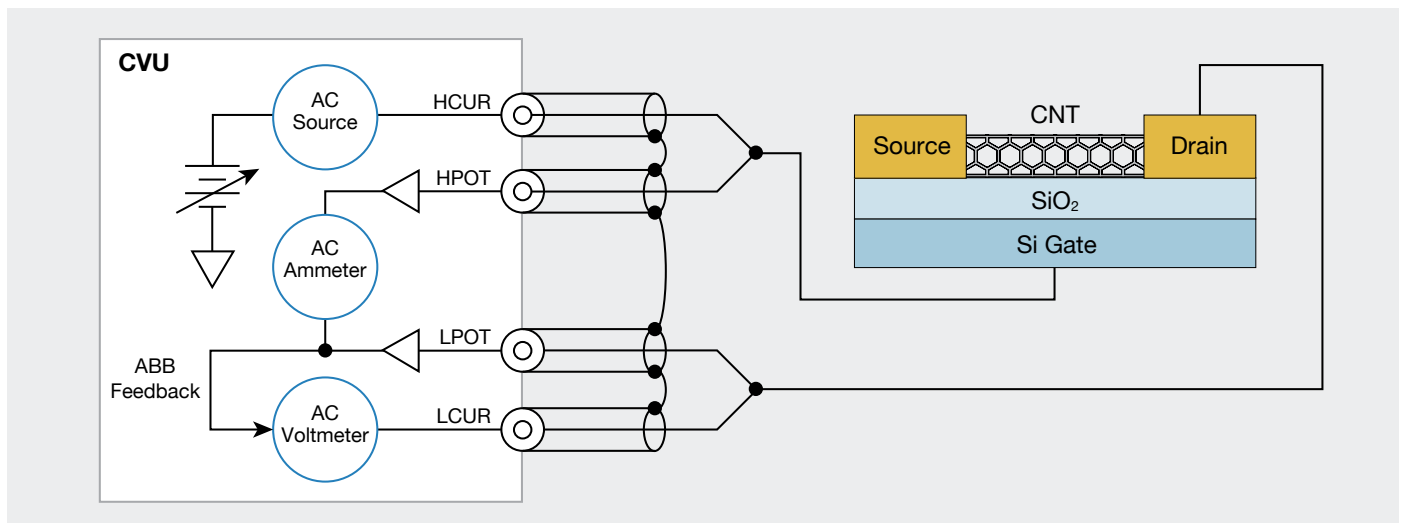 CVU
AC
Source
HCUR
HPOT
AC
Ammeter
LPOT
ABB
Feedback
AC
Voltmeter
LCUR
CNT
Source
Drain
SiO₂
Si Gate